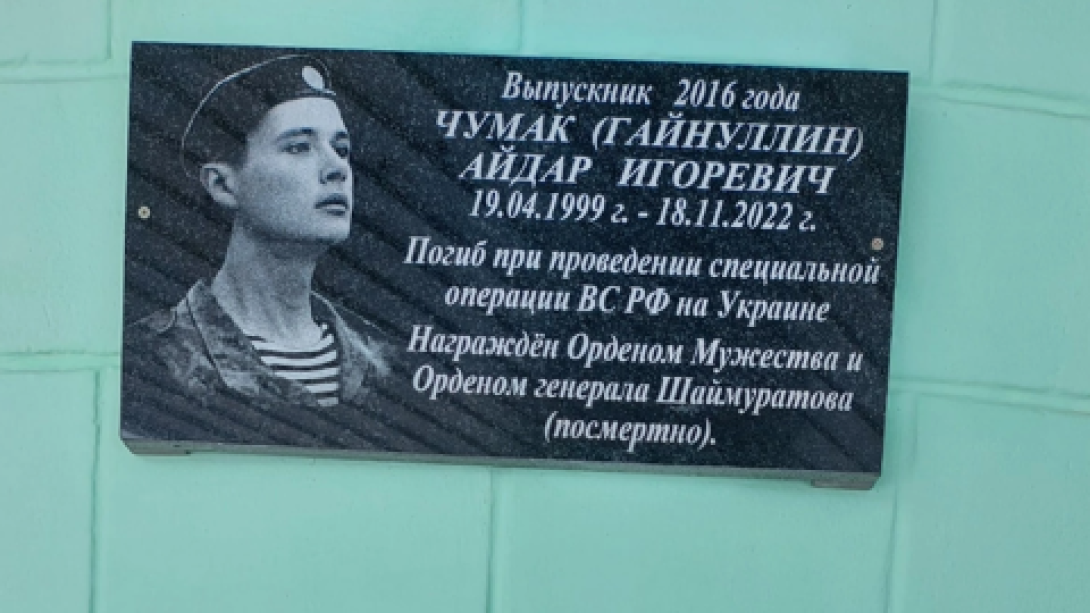 Выпускник 2016 года
ЧУМАК (ГАЙНУЛЛИН)
АЙДАР ИГОРЕВИЧ
19.04.1999 г. - 18.11.2022 г.
Погиб при проведении специальной
операции ВС РФ на Украине
Награждён Орденом Мужества и
Орденом генерала Шаймуратова
(посмертно).